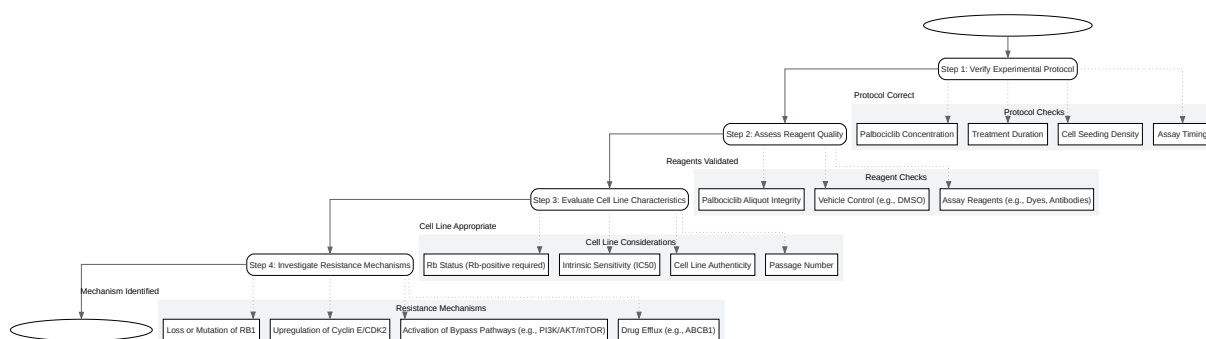 Step 1: Verify Experimental Protocol
Protocol Correct
Protocol Checks
Palbociclib Concentration
Treatment Duration
Cell Seeding Density
Assay Timing
Step 2: Assess Reagent Quality
Reagents Validated
Reagent Checks
Palbociclib Aliquot Integrity
Vehicle Control (e.g., DMSO)
Assay Reagents (e.g., Dyes, Antibodies)
Step 3: Evaluate Cell Line Characteristics
Cell Line Appropriate
Cell Line Considerations
Rb Status (Rb-positive required)
Intrinsic Sensitivity (IC50)
Cell Line Authenticity
Passage Number
Step 4: Investigate Resistance Mechanisms
Mechanism Identified
Resistance Mechanisms
Loss or Mutation of RB1
Upregulation of Cyclin E/CDK2
Activation of Bypass Pathways (e.g., PI3K/AKT/mTOR)
Drug Efflux (e.g., ABCB1)